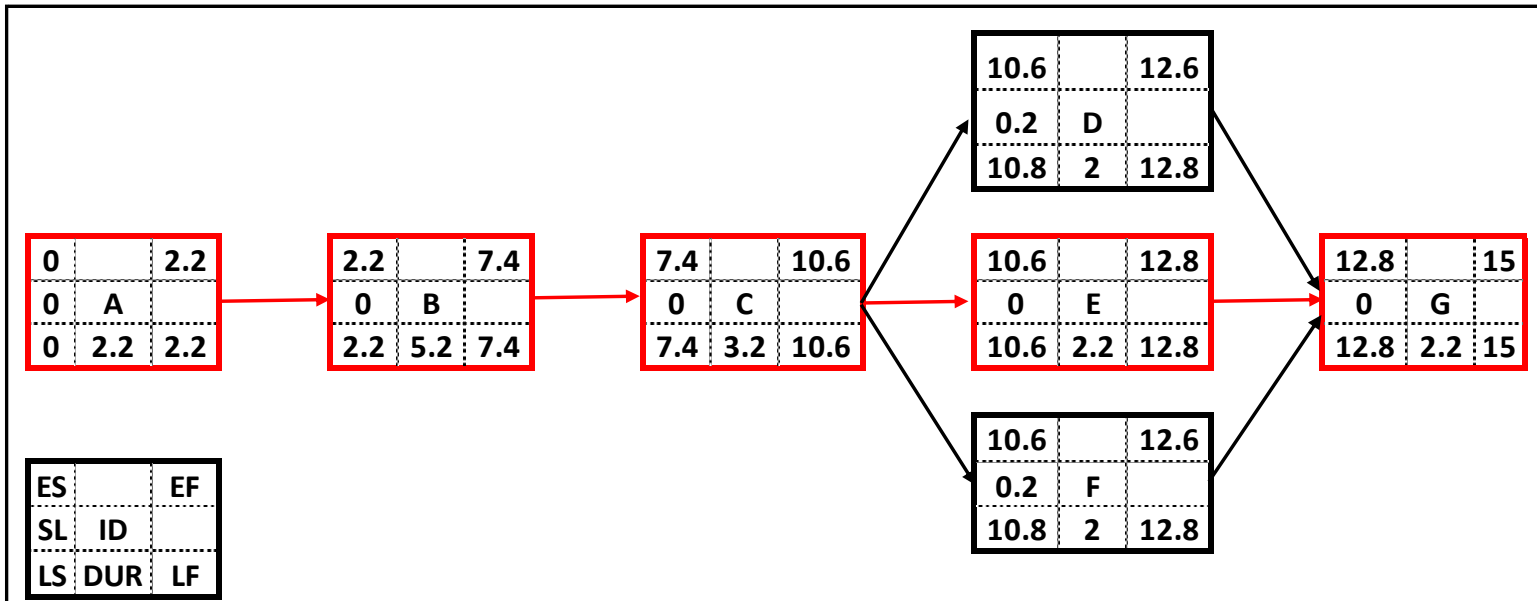 10.6 12.6
0.2 D
10.8 2 12.8
0 2.2
0 A
0 2.2 2.2
2.2 7.4
0 B
2.2 5.2 7.4
7.4 10.6
0 C
7.4 3.2 10.6
10.6 12.8
0 E
10.6 2.2 12.8
12.8 15
0 G
12.8 2.2 15
10.6 12.6
0.2 F
10.8 2 12.8
ES EF
SL ID
LS DUR LF